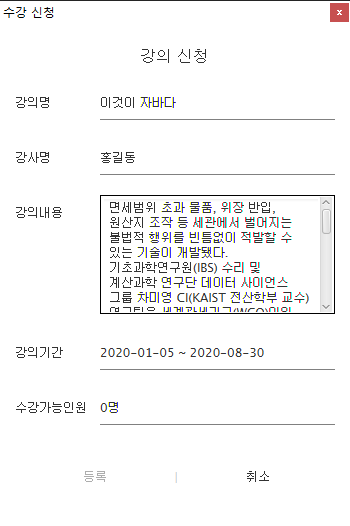 수강 신청
강의 신청
강의명 이것이 자바다
강사명 홍길동
강의내용 면세범위 초과 물품, 위장 반입,
원산지 조작 등 세관에서 벌어지는
불법적 행위를 빈틈없이 적발할 수
있는 기술이 개발됐다.
기초과학연구원(IBS) 수리 및
계산과학 연구단 데이터 사이언스
그룹 차미영 CI(KAIST 전산학부 교수)
강의기간 2020-01-05 ~ 2020-08-30
수강가능인원 0명
등록 | 취소